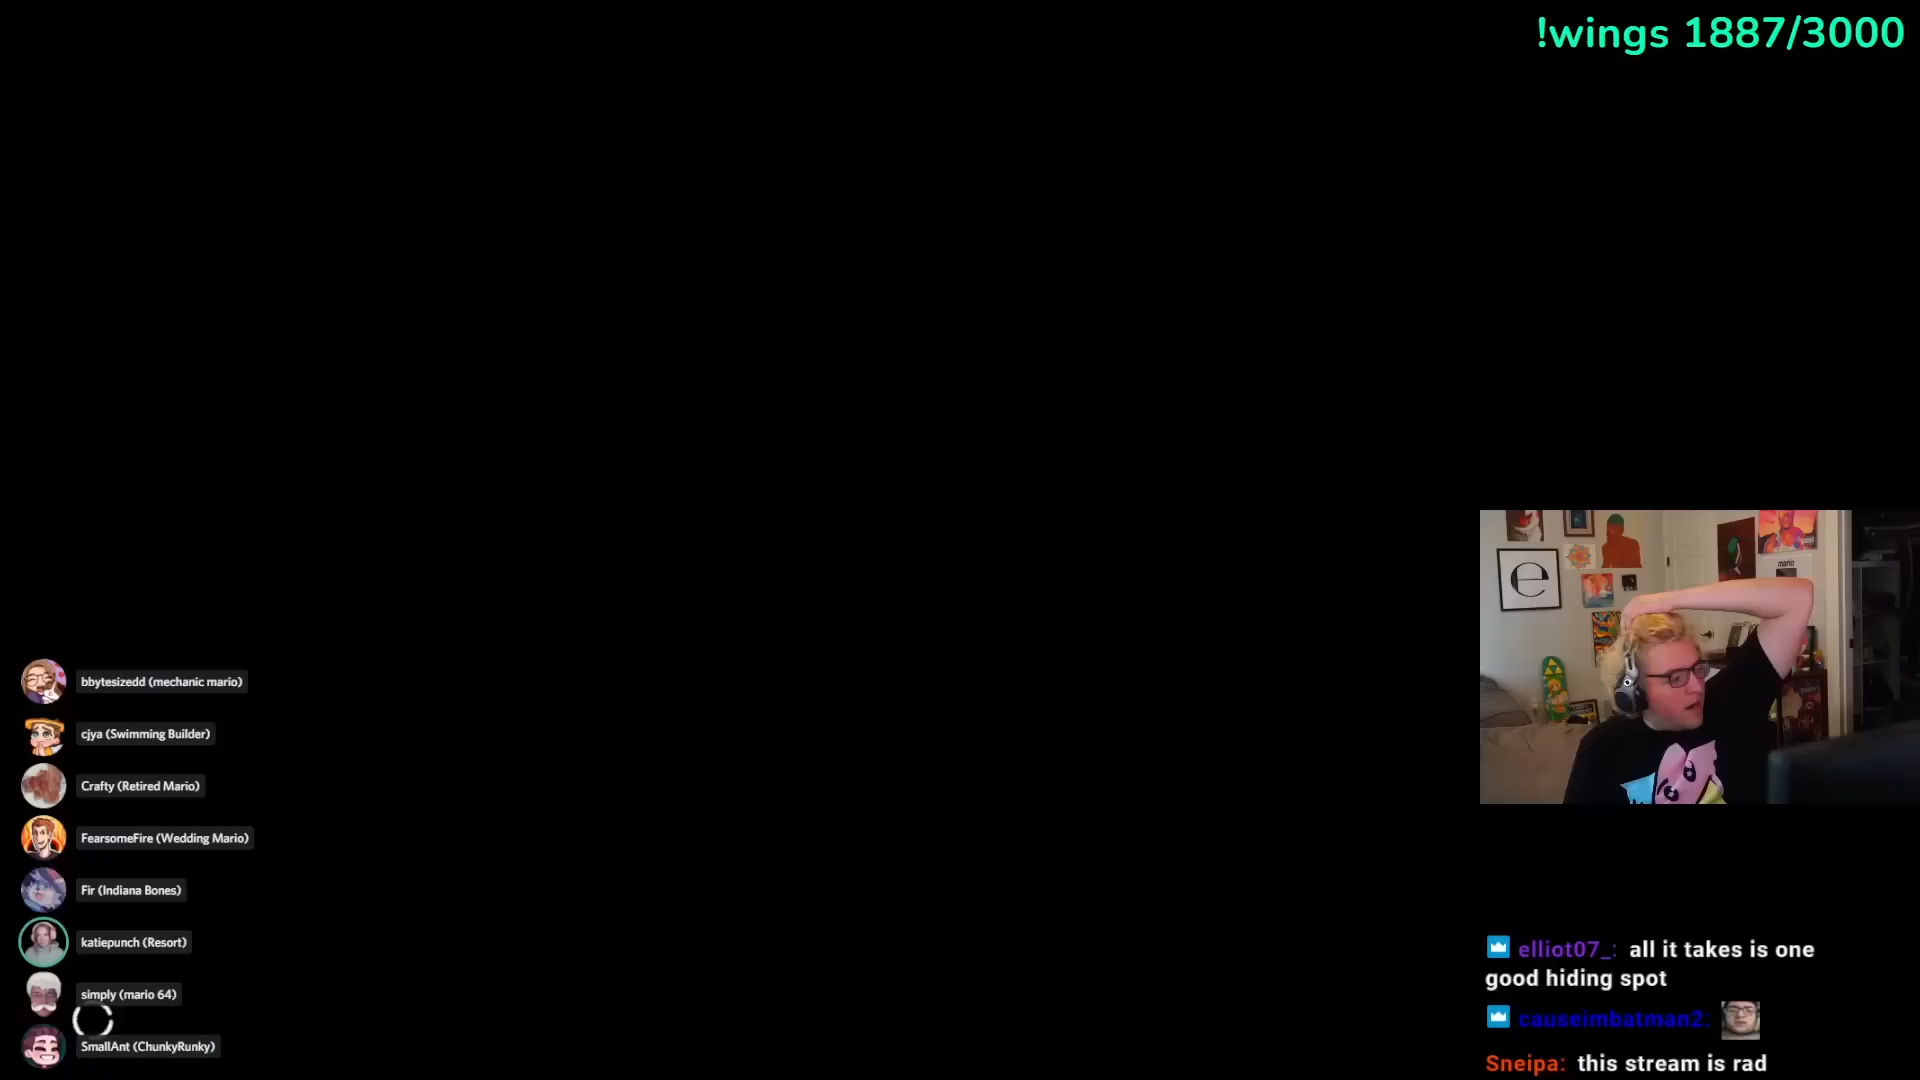 !wings 1887/3000
e
mario
bbytesizedd (mechanic mario)
cjya (Swimming Builder)
Crafty (Retired Mario)
FearsomeFire (Wedding Mario)
Fir (Indiana Bones)
katiepunch (Resort)
simply (mario 64)
SmallAnt (ChunkyRunky)
elliot07_: all it takes is one
good hiding spot
causeimbatman2:
Sneipa: this stream is rad